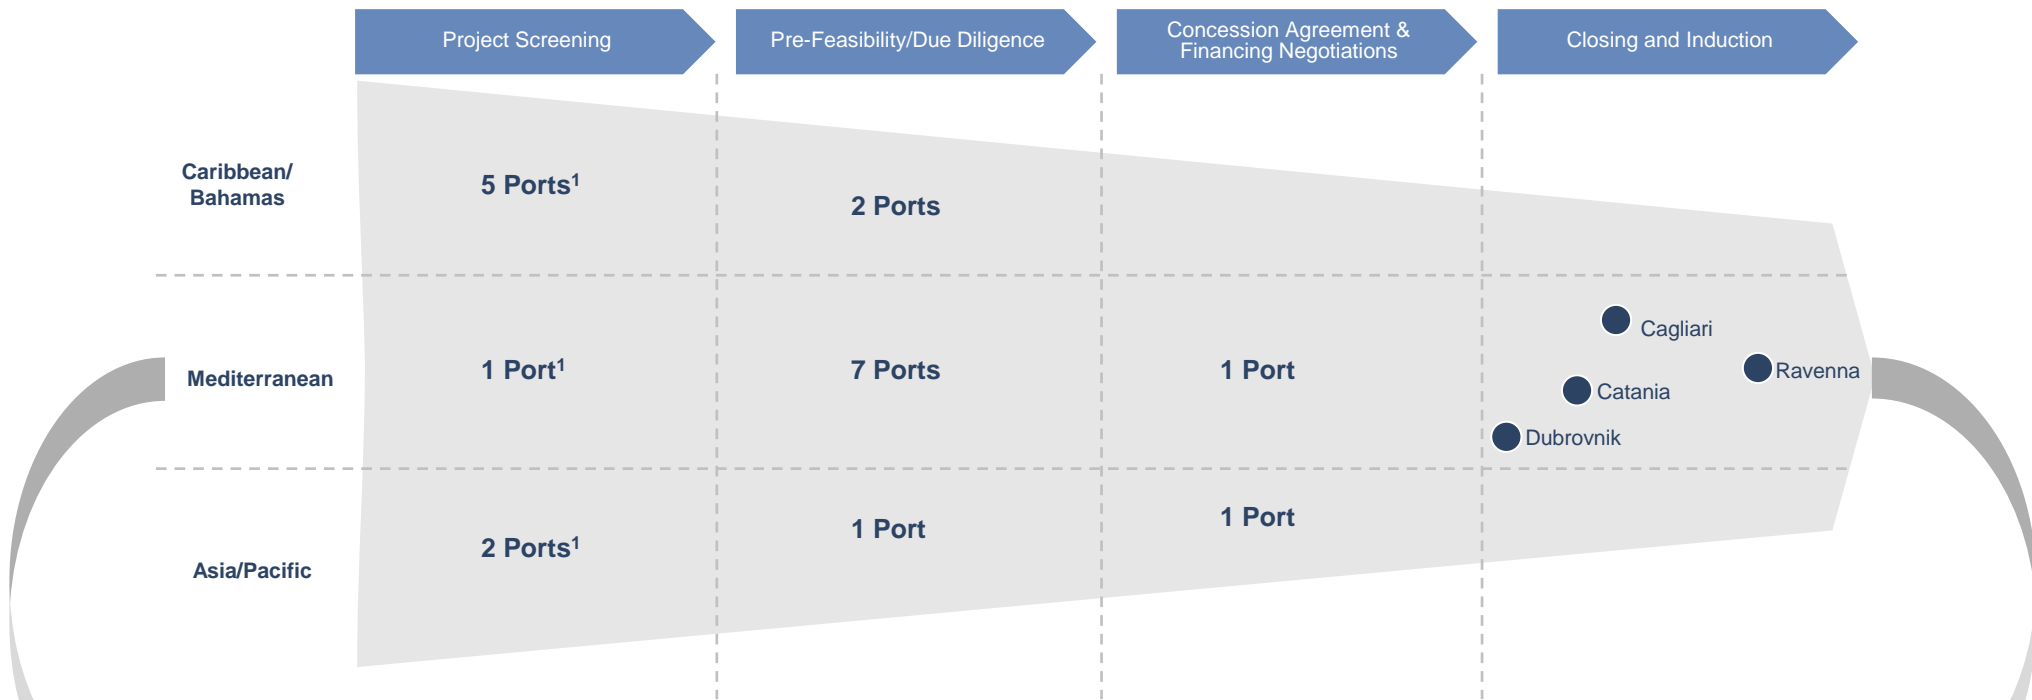 Project Screening
Pre-Feasibility/Due Diligence
Concession Agreement &
Financing Negotiations
Closing and Induction
Caribbean/
Bahamas
5 Ports¹
2 Ports
Mediterranean
1 Port¹
7 Ports
1 Port
Cagliari
Ravenna
Catania
Dubrovnik
Asia/Pacific
2 Ports¹
1 Port
1 Port